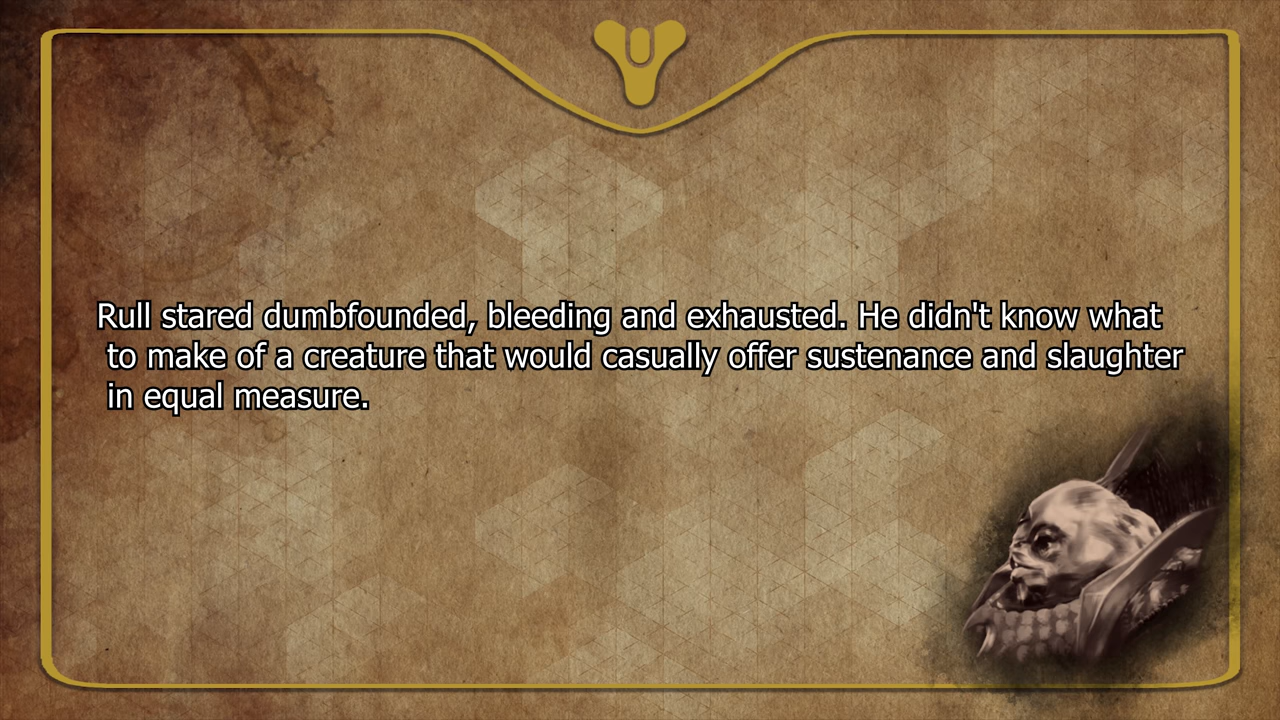 Rull stared dumbfounded, bleeding and exhausted. He didn't know what
to make of a creature that would casually offer sustenance and slaughter
in equal measure.